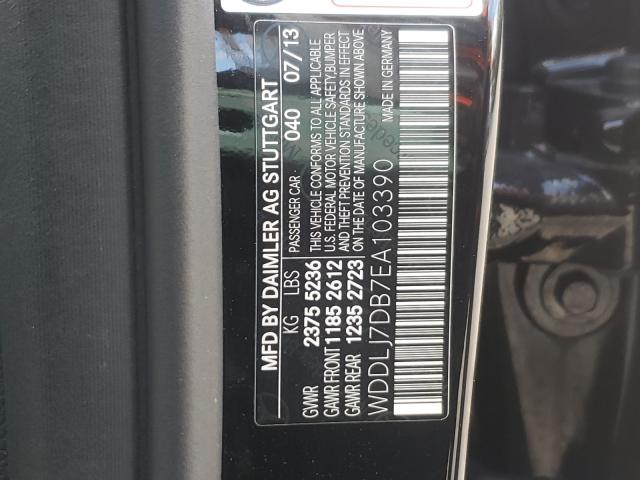 MFD BY DAIMLER AG STUTTGART
KG LBS PASSENGER CAR · 040 07/13
GVWR 2375 5236
GAWR FRONT 1185 2612
GAWR REAR 1235 2723
THIS VEHICLE CONFORMS TO ALL APPLICABLE
U.S. FEDERAL MOTOR VEHICLE SAFETY, BUMPER
AND THEFT PREVENTION STANDARDS IN EFFECT
ON THE DATE OF MANUFACTURE SHOWN ABOVE
WDDLJ7DB7EA103390 MADE IN GERMANY